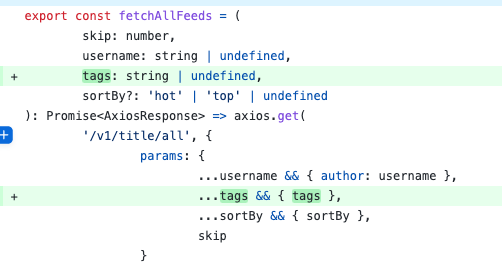 export const fetchAllFeeds = (
skip: number,
username: string | undefined,
+ tags: string | undefined,
sortBy?: 'hot' | 'top' | undefined
): Promise<AxiosResponse> => axios.get(
+ '/v1/title/all', {
params: {
...username && { author: username },
+ ...tags && { tags },
...sortBy && { sortBy },
skip
}